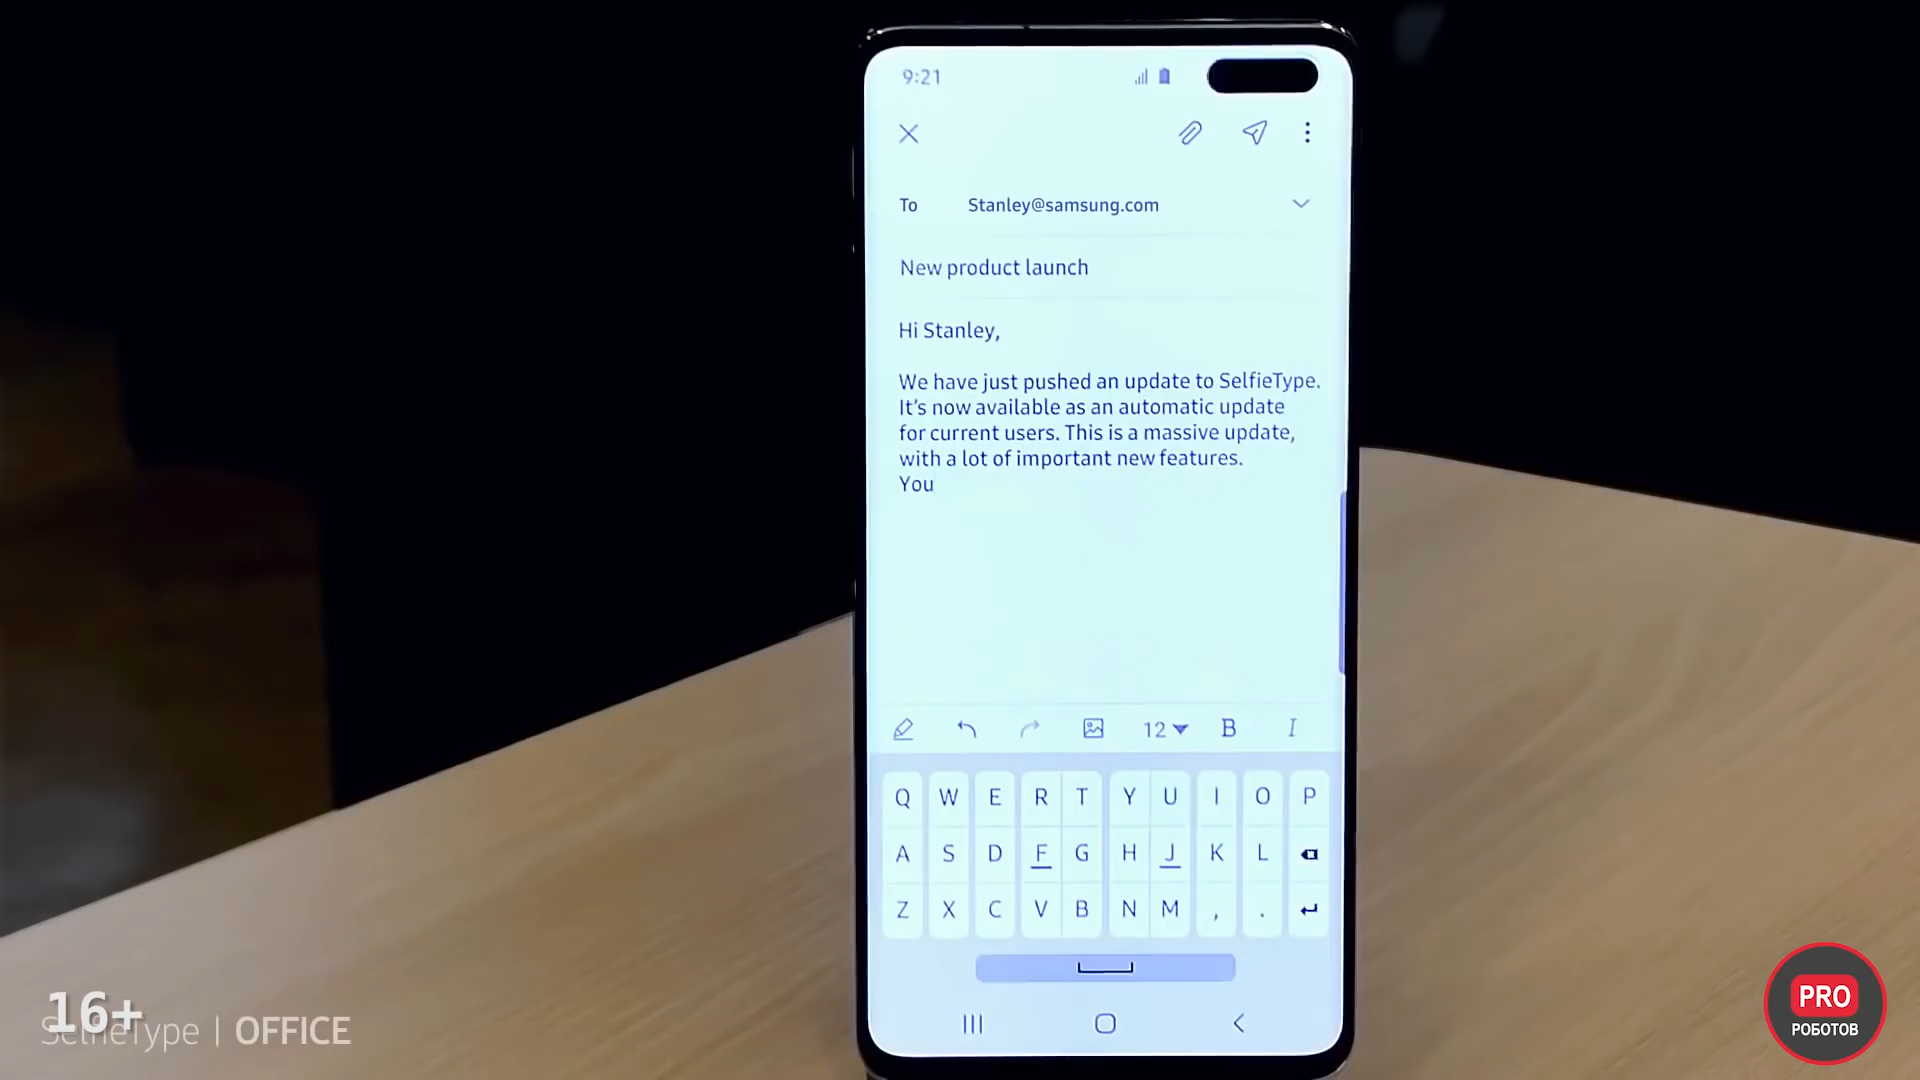 9:21
To Stanley@samsung.com
New product launch
Hi Stanley,
We have just pushed an update to SelfieType.
It's now available as an automatic update
for current users. This is a massive update,
with a lot of important new features.
You
12 B I
Q W E R T Y U I O P
A S D F G H J K L
Z X C V B N M , .
16+
SelfieType | OFFICE
PRO
РОБОТОВ